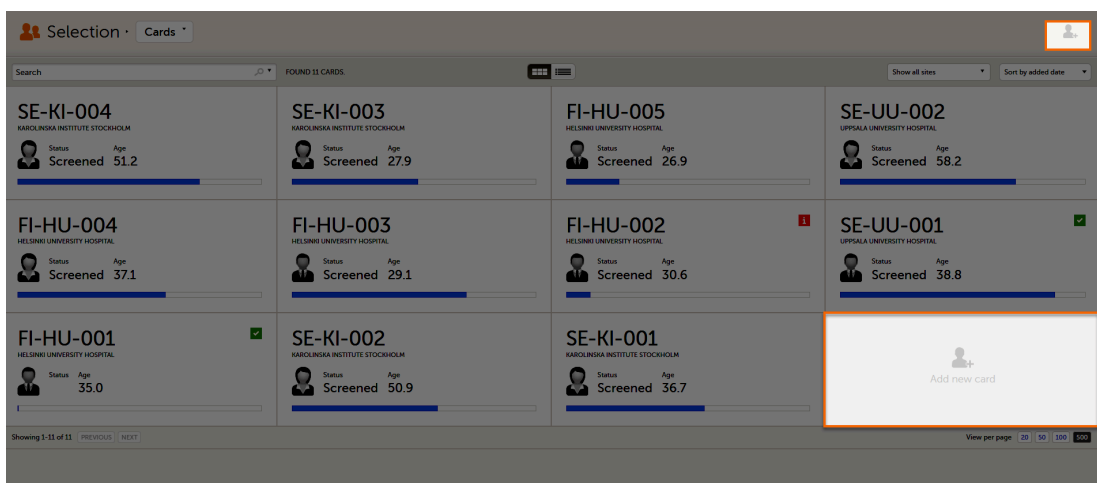 Selection · Cards
Search FOUND 11 CARDS. Show all sites Sort by added date
SE-KI-004
KAROLINSKA INSTITUTE STOCKHOLM
Status Age
Screened 51.2
SE-KI-003
KAROLINSKA INSTITUTE STOCKHOLM
Status Age
Screened 27.9
FI-HU-005
HELSINKI UNIVERSITY HOSPITAL
Status Age
Screened 26.9
SE-UU-002
UPPSALA UNIVERSITY HOSPITAL
Status Age
Screened 58.2
FI-HU-004
HELSINKI UNIVERSITY HOSPITAL
Status Age
Screened 37.1
FI-HU-003
HELSINKI UNIVERSITY HOSPITAL
Status Age
Screened 29.1
FI-HU-002
HELSINKI UNIVERSITY HOSPITAL
Status Age
Screened 30.6
SE-UU-001
UPPSALA UNIVERSITY HOSPITAL
Status Age
Screened 38.8
FI-HU-001
HELSINKI UNIVERSITY HOSPITAL
Status Age
35.0
SE-KI-002
KAROLINSKA INSTITUTE STOCKHOLM
Status Age
Screened 50.9
SE-KI-001
KAROLINSKA INSTITUTE STOCKHOLM
Status Age
Screened 36.7
Add new card
Showing 1-11 of 11 PREVIOUS NEXT View per page 20 50 100 500